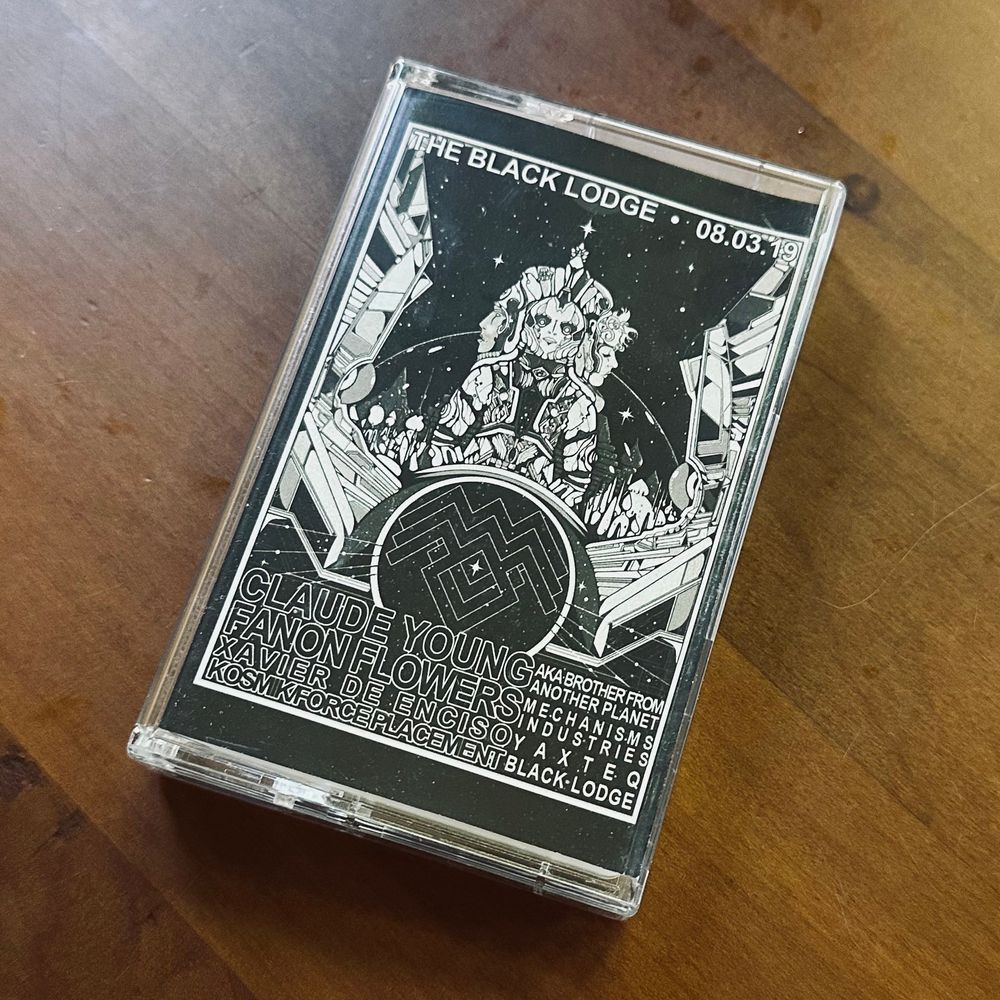 THE BLACK LODGE • 08.03.19
CLAUDE YOUNG AKA BROTHER FROM ANOTHER PLANET
FANON FLOWERS MECHANISMS INDUSTRIES
XAVIER DE ENCISO YAXTEQ
KOSMIK/FORCE PLACEMENT BLACK-LODGE